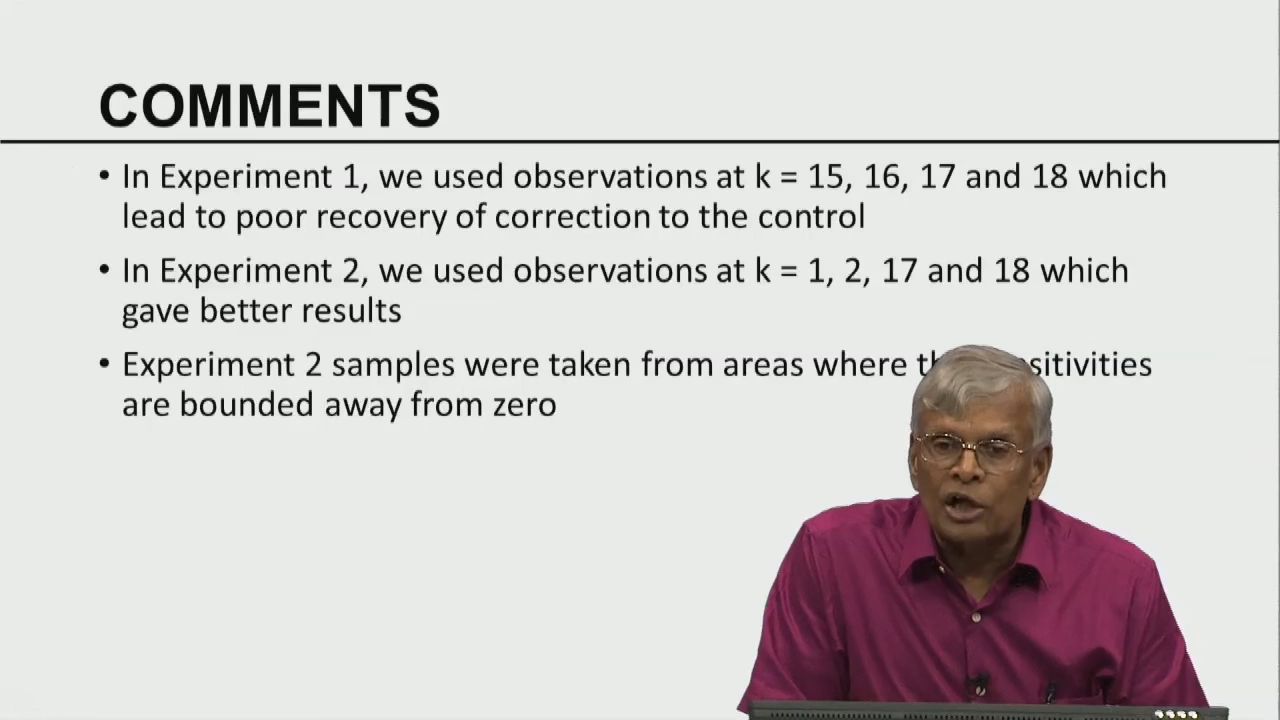 COMMENTS
• In Experiment 1, we used observations at k = 15, 16, 17 and 18 which
lead to poor recovery of correction to the control
• In Experiment 2, we used observations at k = 1, 2, 17 and 18 which
gave better results
• Experiment 2 samples were taken from areas where
are bounded away from zero